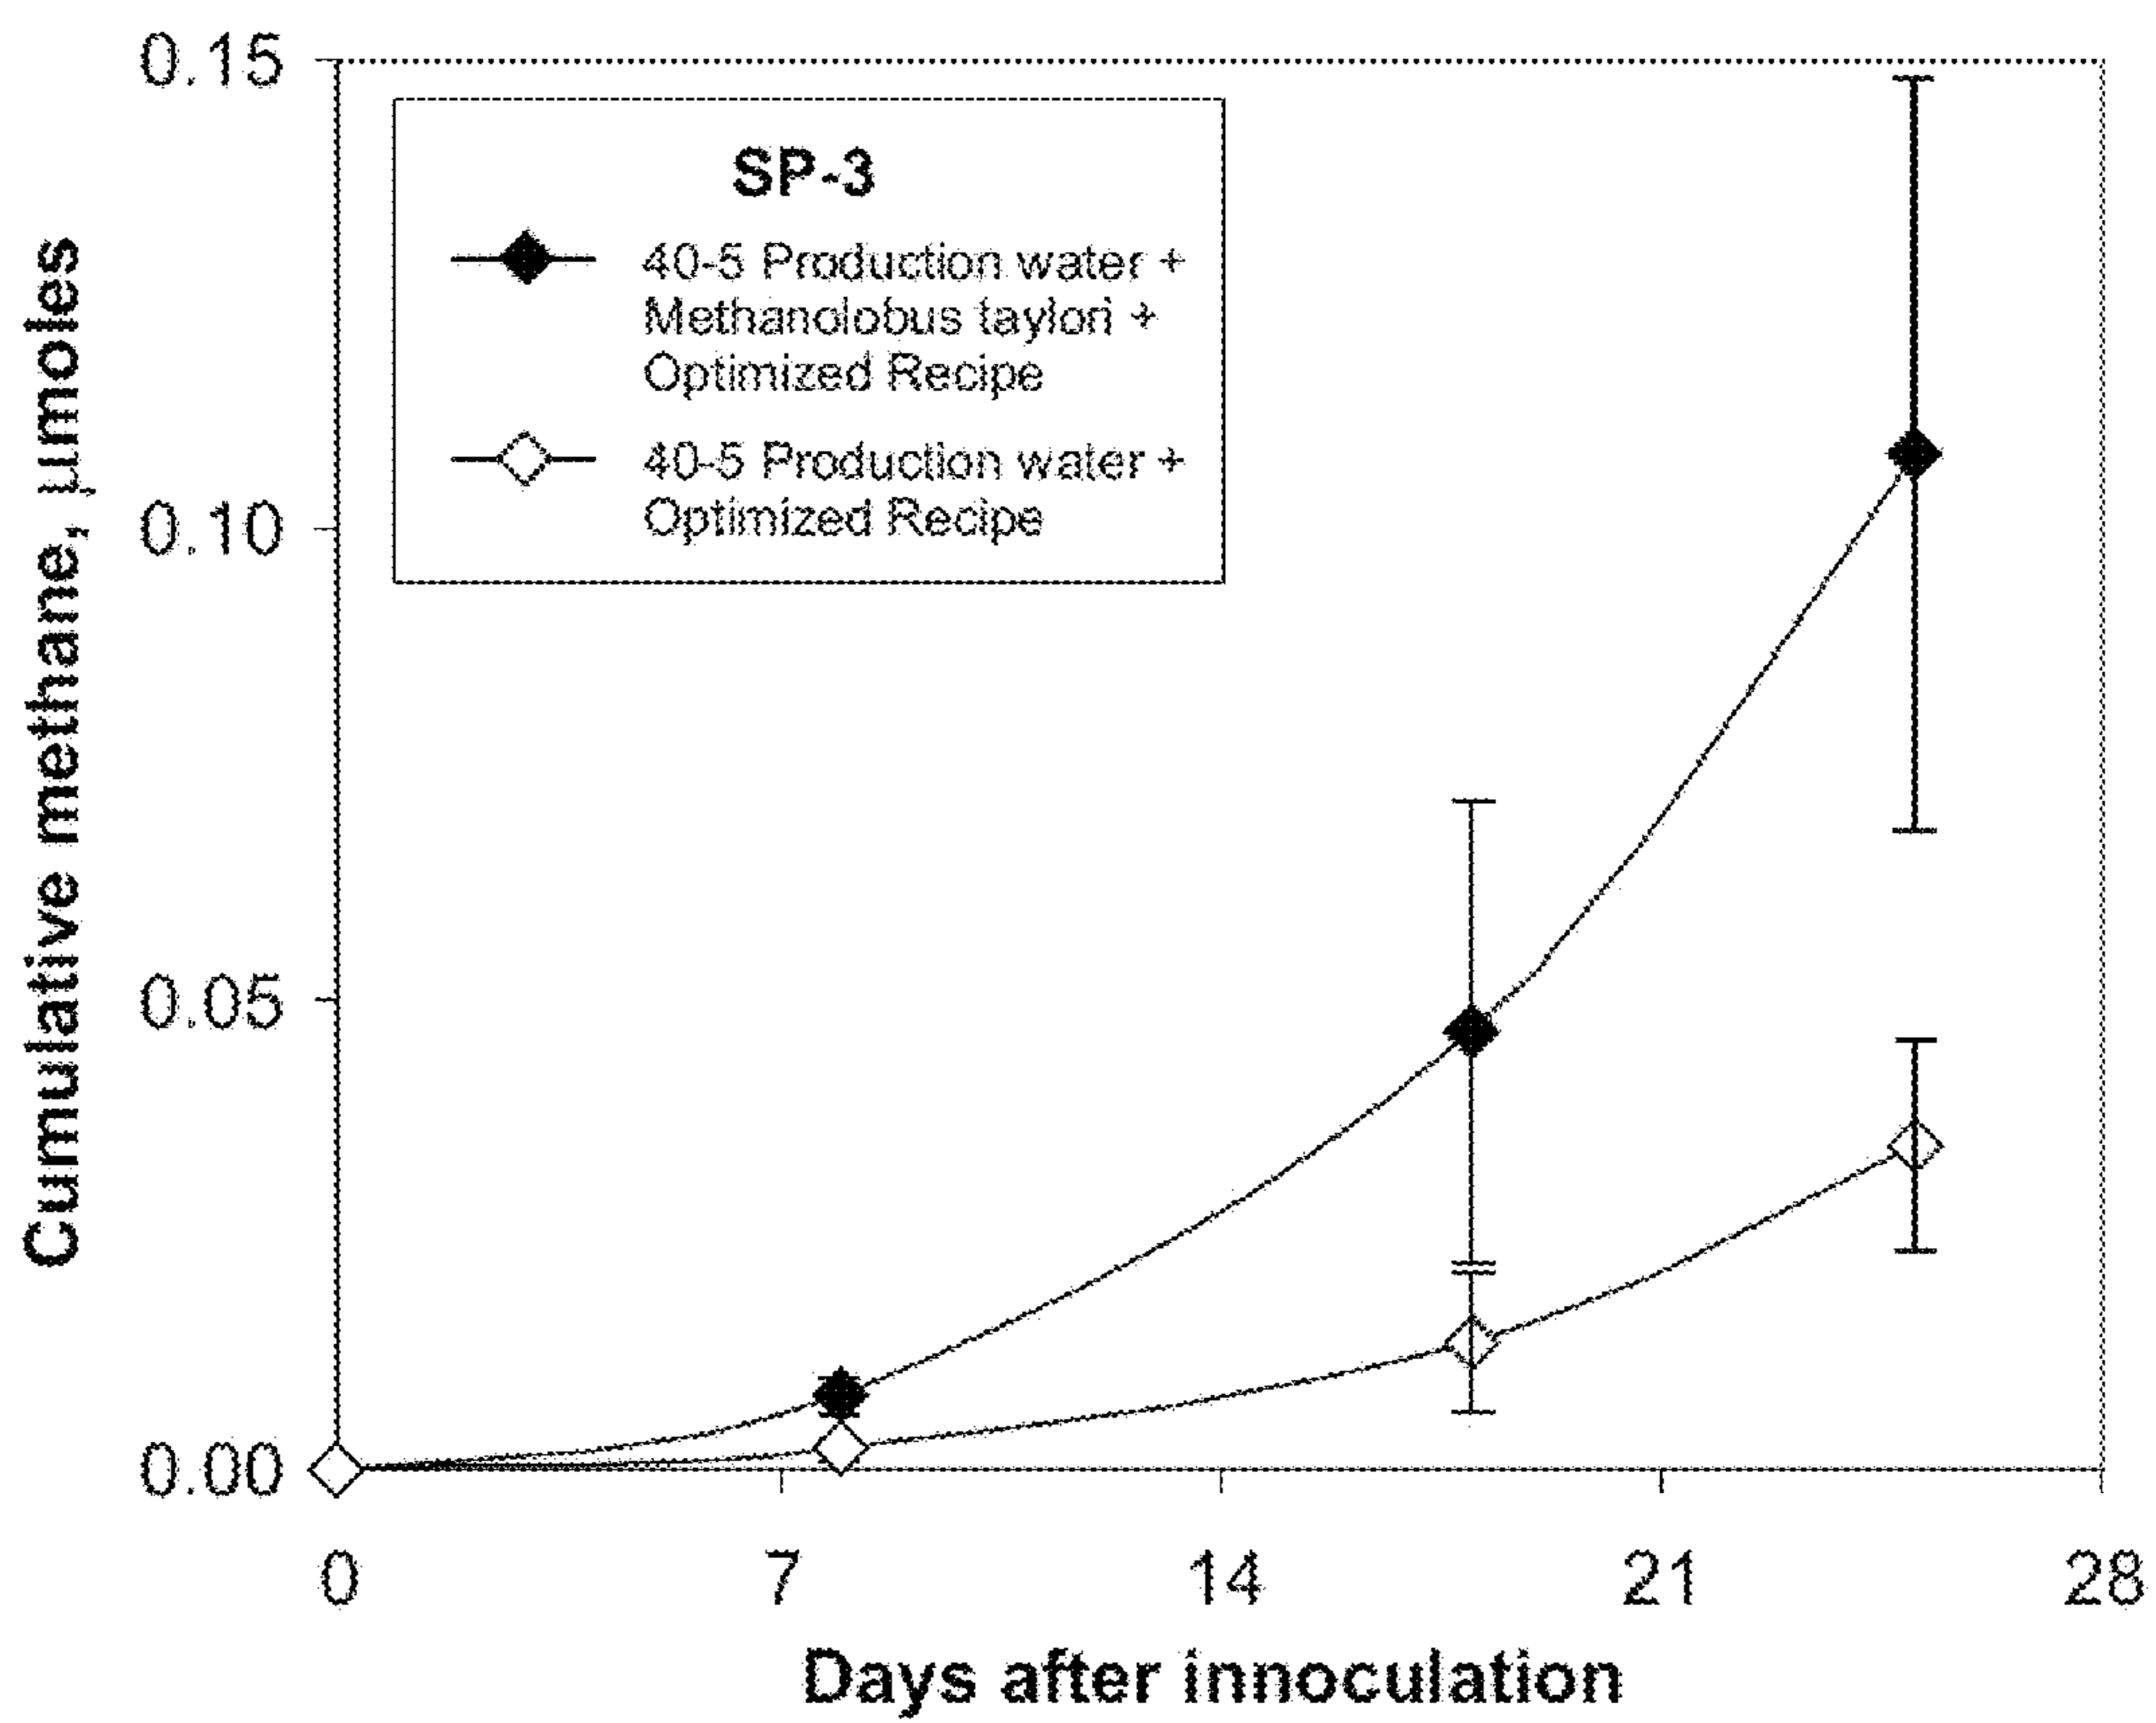 Cumulative methane, µmoles
0.15
0.10
0.05
0.00
SP-3
40-5 Production water +
Methanolobus taylori +
Optimized Recipe
40-5 Production water +
Optimized Recipe
0 7 14 21 28
Days after innoculation